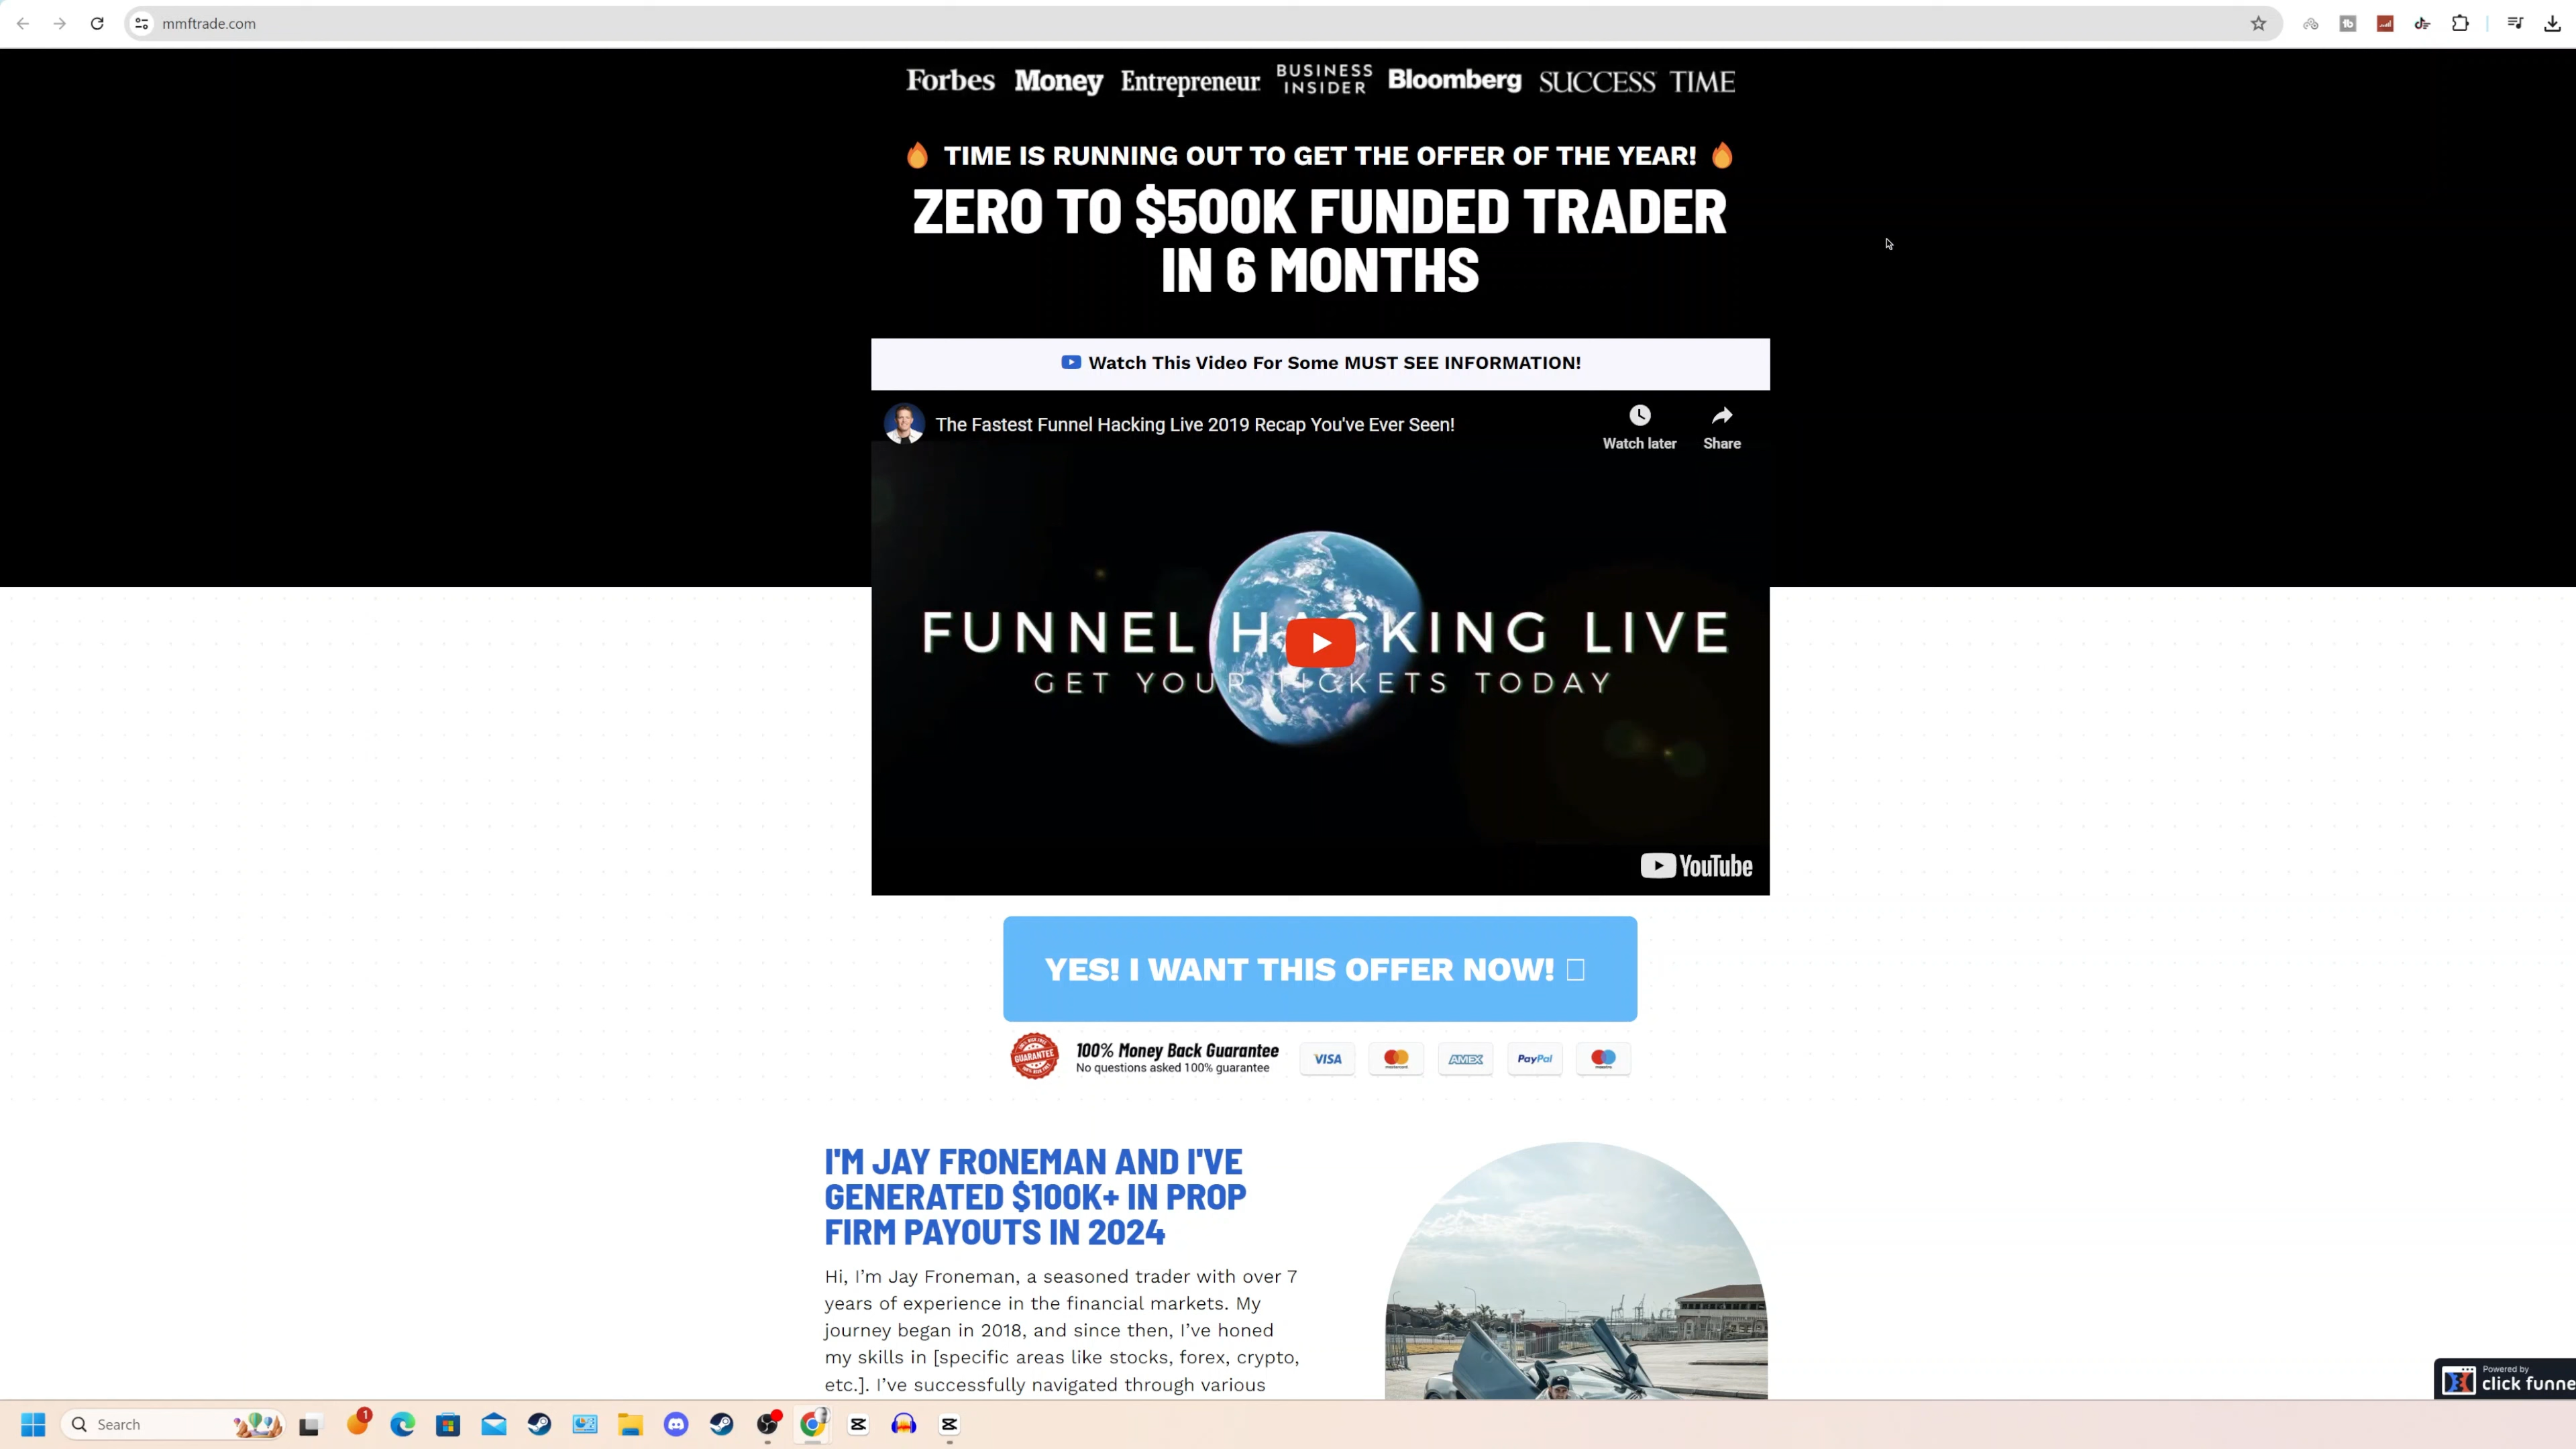 mmftrade.com
Forbes Money Entrepreneur BUSINESS INSIDER Bloomberg SUCCESS TIME
TIME IS RUNNING OUT TO GET THE OFFER OF THE YEAR!
ZERO TO $500K FUNDED TRADER
IN 6 MONTHS
Watch This Video For Some MUST SEE INFORMATION!
The Fastest Funnel Hacking Live 2019 Recap You've Ever Seen!
Watch later Share
FUNNEL HACKING LIVE
GET YOUR TICKETS TODAY
YouTube
YES! I WANT THIS OFFER NOW!
GUARANTEE
100% Money Back Guarantee
No questions asked 100% guarantee
VISA AMEX PayPal
I'M JAY FRONEMAN AND I'VE
GENERATED $100K+ IN PROP
FIRM PAYOUTS IN 2024
Hi, I'm Jay Froneman, a seasoned trader with over 7
years of experience in the financial markets. My
journey began in 2018, and since then, I've honed
my skills in [specific areas like stocks, forex, crypto,
etc.]. I've successfully navigated through various
Powered by
click funne
Search
1